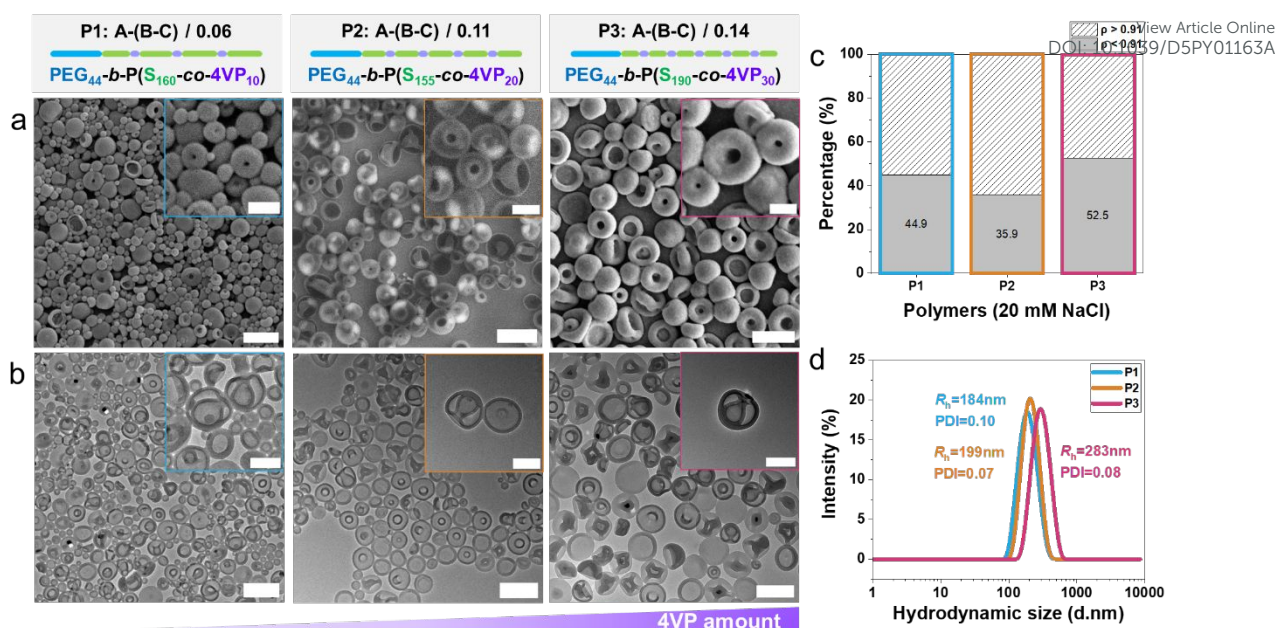 P1: A-(B-C) / 0.06
PEG44-b-P(S160-co-4VP10)
P2: A-(B-C) / 0.11
PEG44-b-P(S155-co-4VP20)
P3: A-(B-C) / 0.14
PEG44-b-P(S190-co-4VP30)
a
b
4VP amount
View Article Online
c
ρ > 0.91
ρ < 0.91
100
80
60
40
20
0
Percentage (%)
44.9
35.9
52.5
P1
P2
P3
Polymers (20 mM NaCl)
d
25
20
15
10
5
0
Intensity (%)
P1
P2
P3
Rh=184nm
PDI=0.10
Rh=199nm
PDI=0.07
Rh=283nm
PDI=0.08
1
10
100
1000
10000
Hydrodynamic size (d.nm)